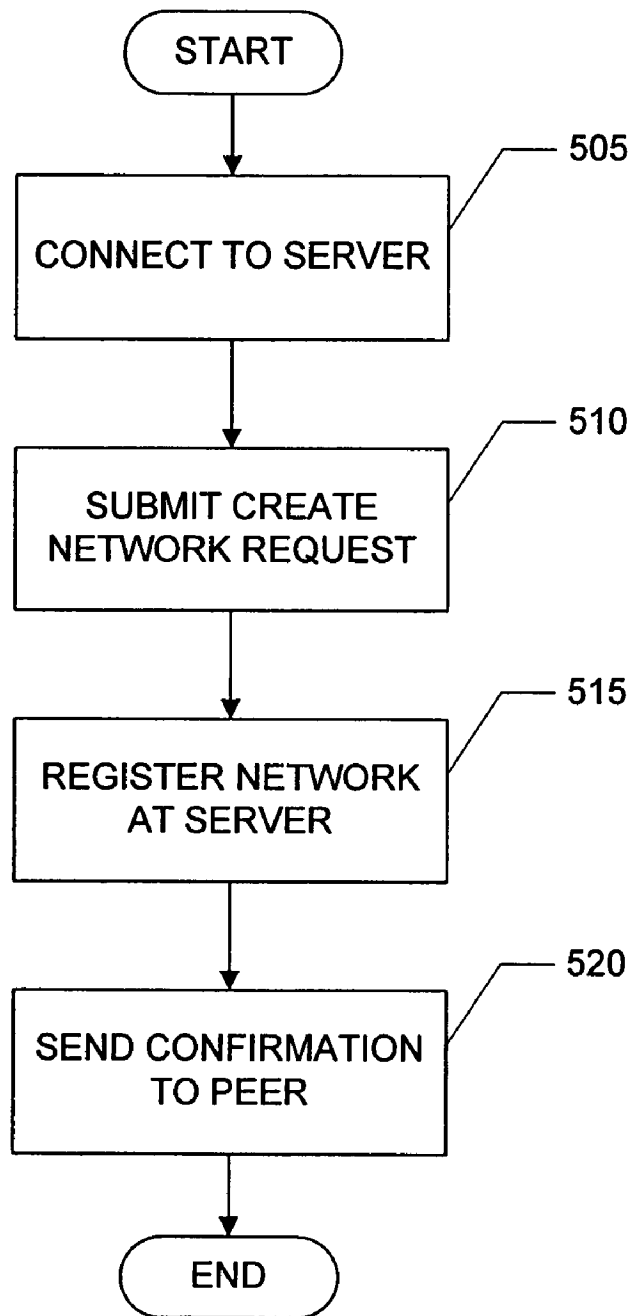 START
505
CONNECT TO SERVER
510
SUBMIT CREATE
NETWORK REQUEST
515
REGISTER NETWORK
AT SERVER
520
SEND CONFIRMATION
TO PEER
END